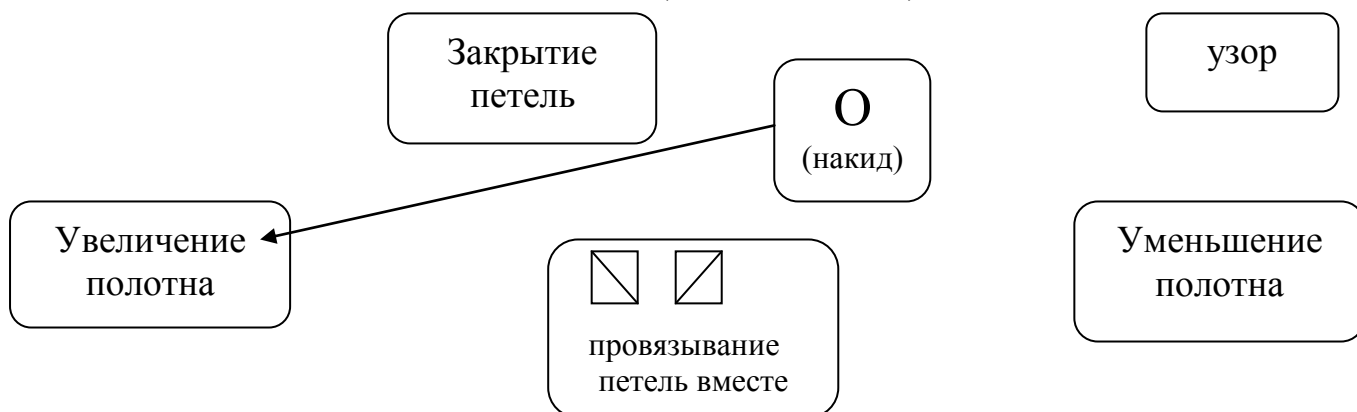 Закрытие
петель
О
(накид)
узор
Увеличение
полотна
Уменьшение
полотна
провязывание
петель вместе